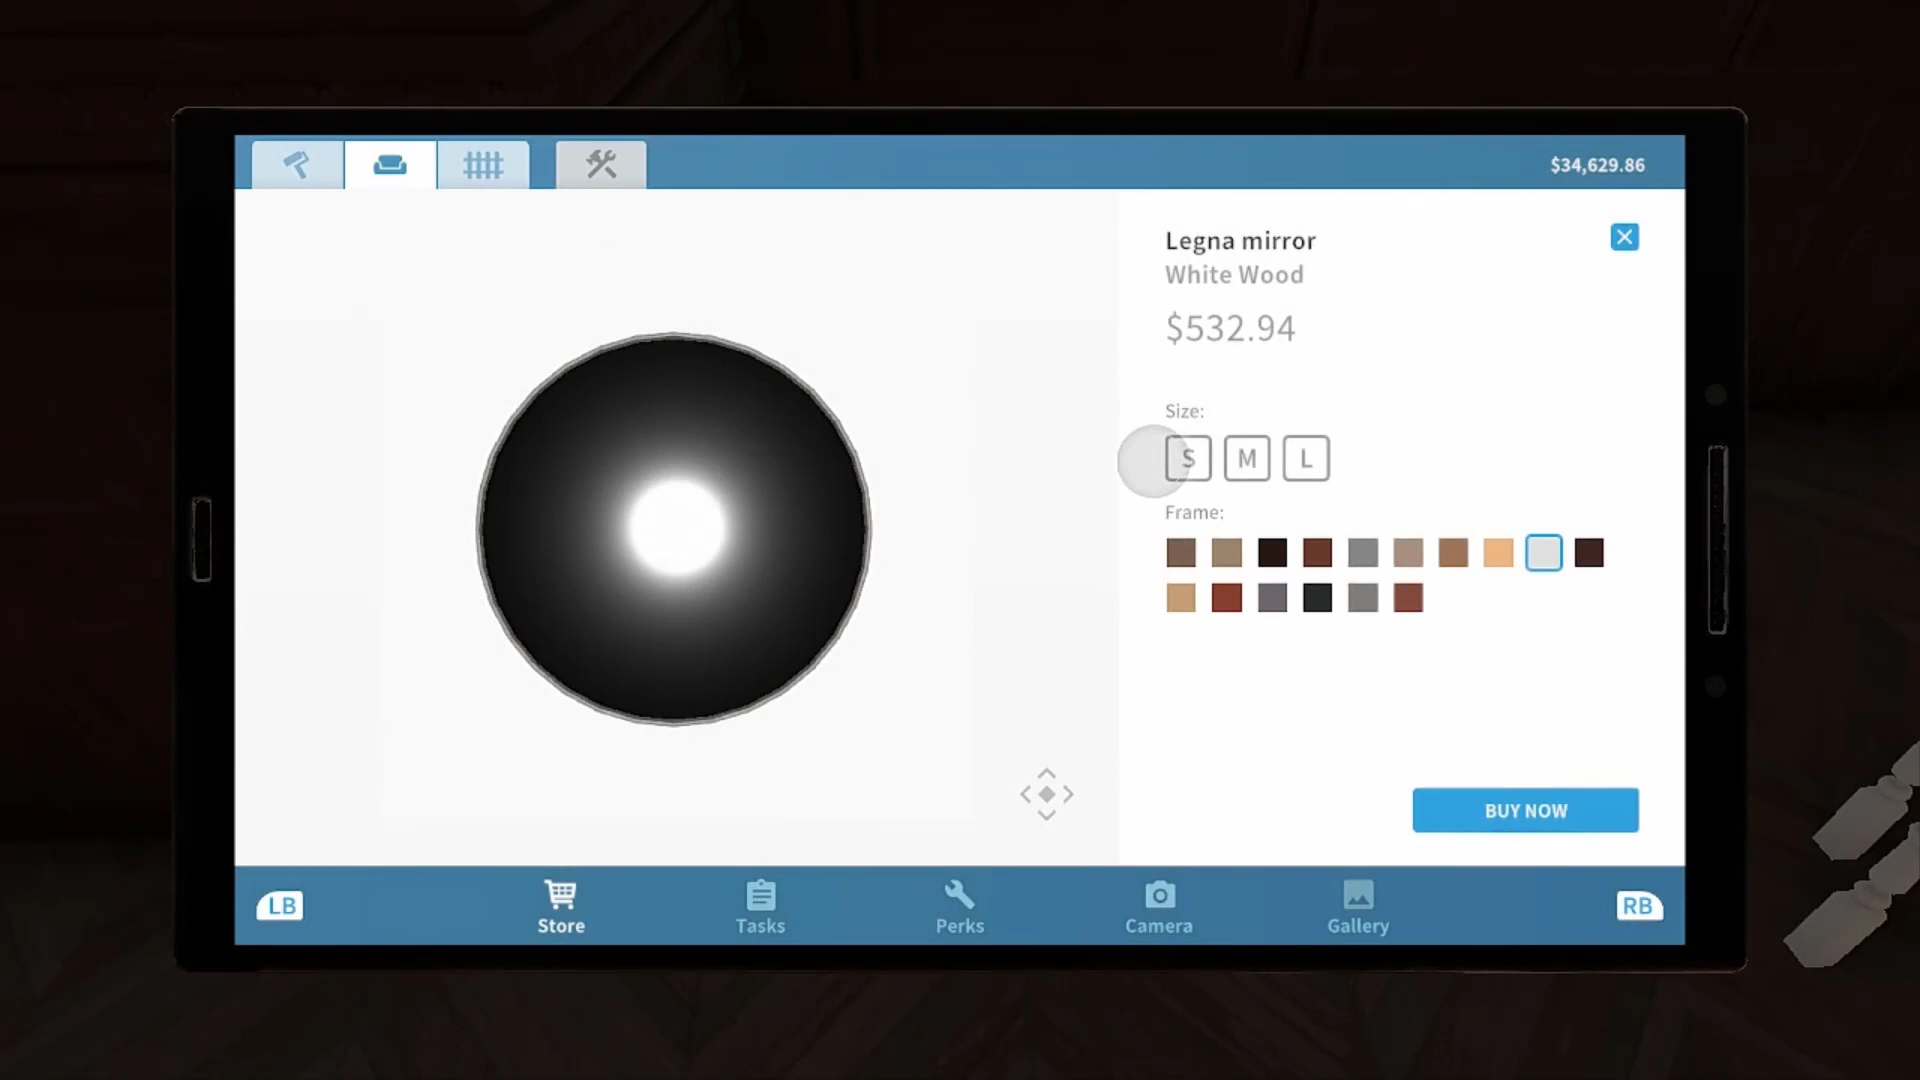 $34,629.86
Legna mirror
White Wood
$532.94
Size:
S M L
Frame:
BUY NOW
LB Store Tasks Perks Camera Gallery RB